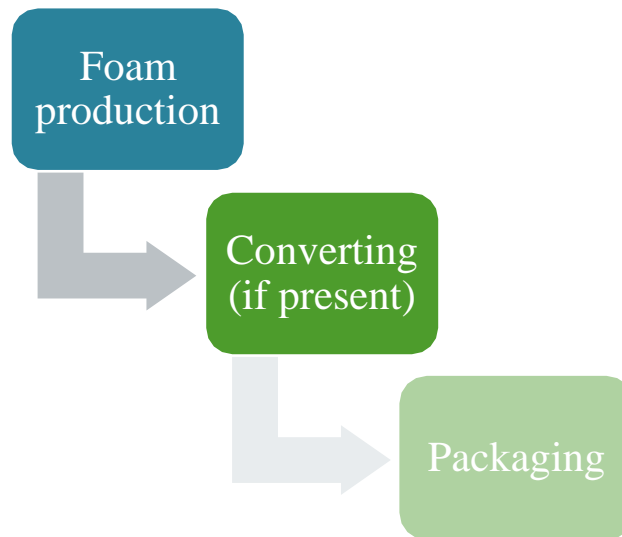 Foam
production
Converting
(if present)
Packaging